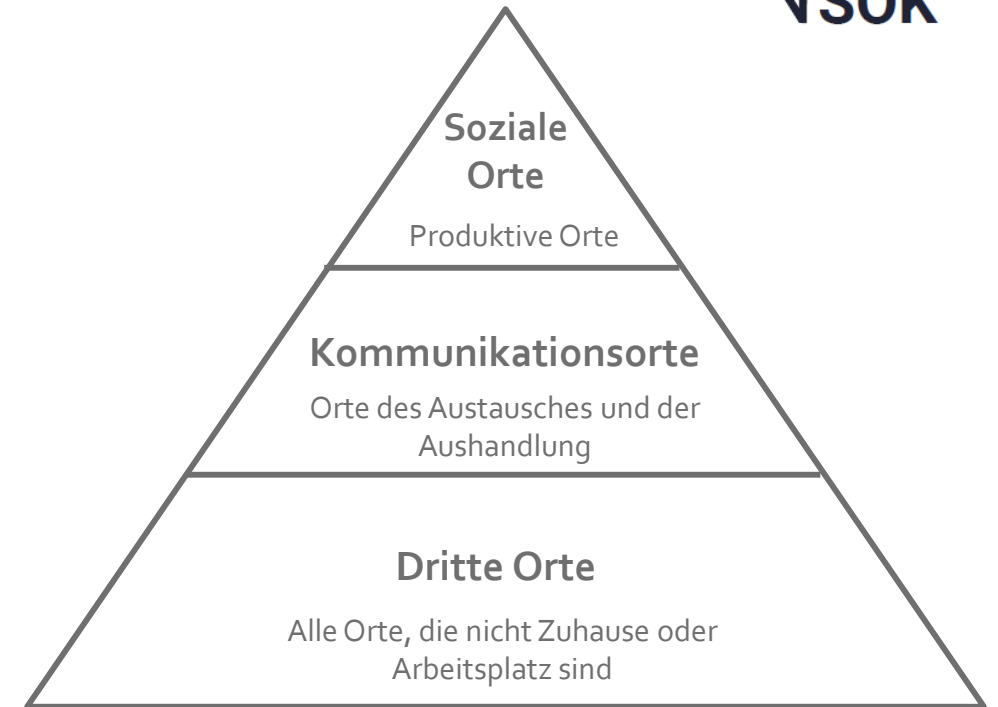 Soziale
Orte
Produktive Orte
Kommunikationsorte
Orte des Austausches und der
Aushandlung
Dritte Orte
Alle Orte, die nicht Zuhause oder
Arbeitsplatz sind